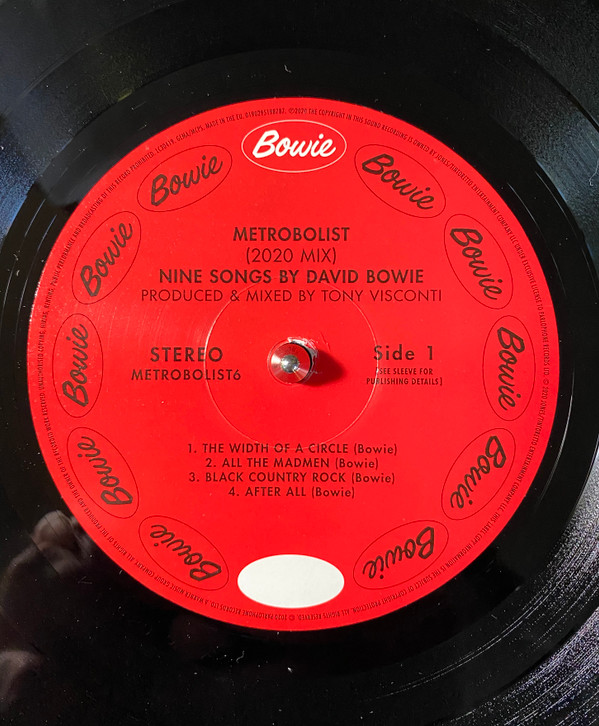 Bowie
Bowie
Bowie
Bowie
Bowie
Bowie
Bowie
Bowie
Bowie
Bowie
Bowie
METROBOLIST
(2020 MIX)
NINE SONGS BY DAVID BOWIE
PRODUCED & MIXED BY TONY VISCONTI
STEREO
METROBOLIST6
Side 1
[SEE SLEEVE FOR
PUBLISHING DETAILS]
1. THE WIDTH OF A CIRCLE (Bowie)
2. ALL THE MADMEN (Bowie)
3. BLACK COUNTRY ROCK (Bowie)
4. AFTER ALL (Bowie)